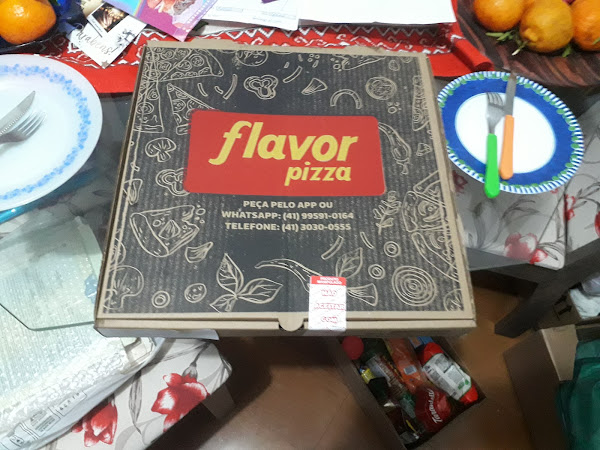 flavor
pizza
PEÇA PELO APP OU
WHATSAPP: (41) 99591-0164
TELEFONE: (41) 3030-0555